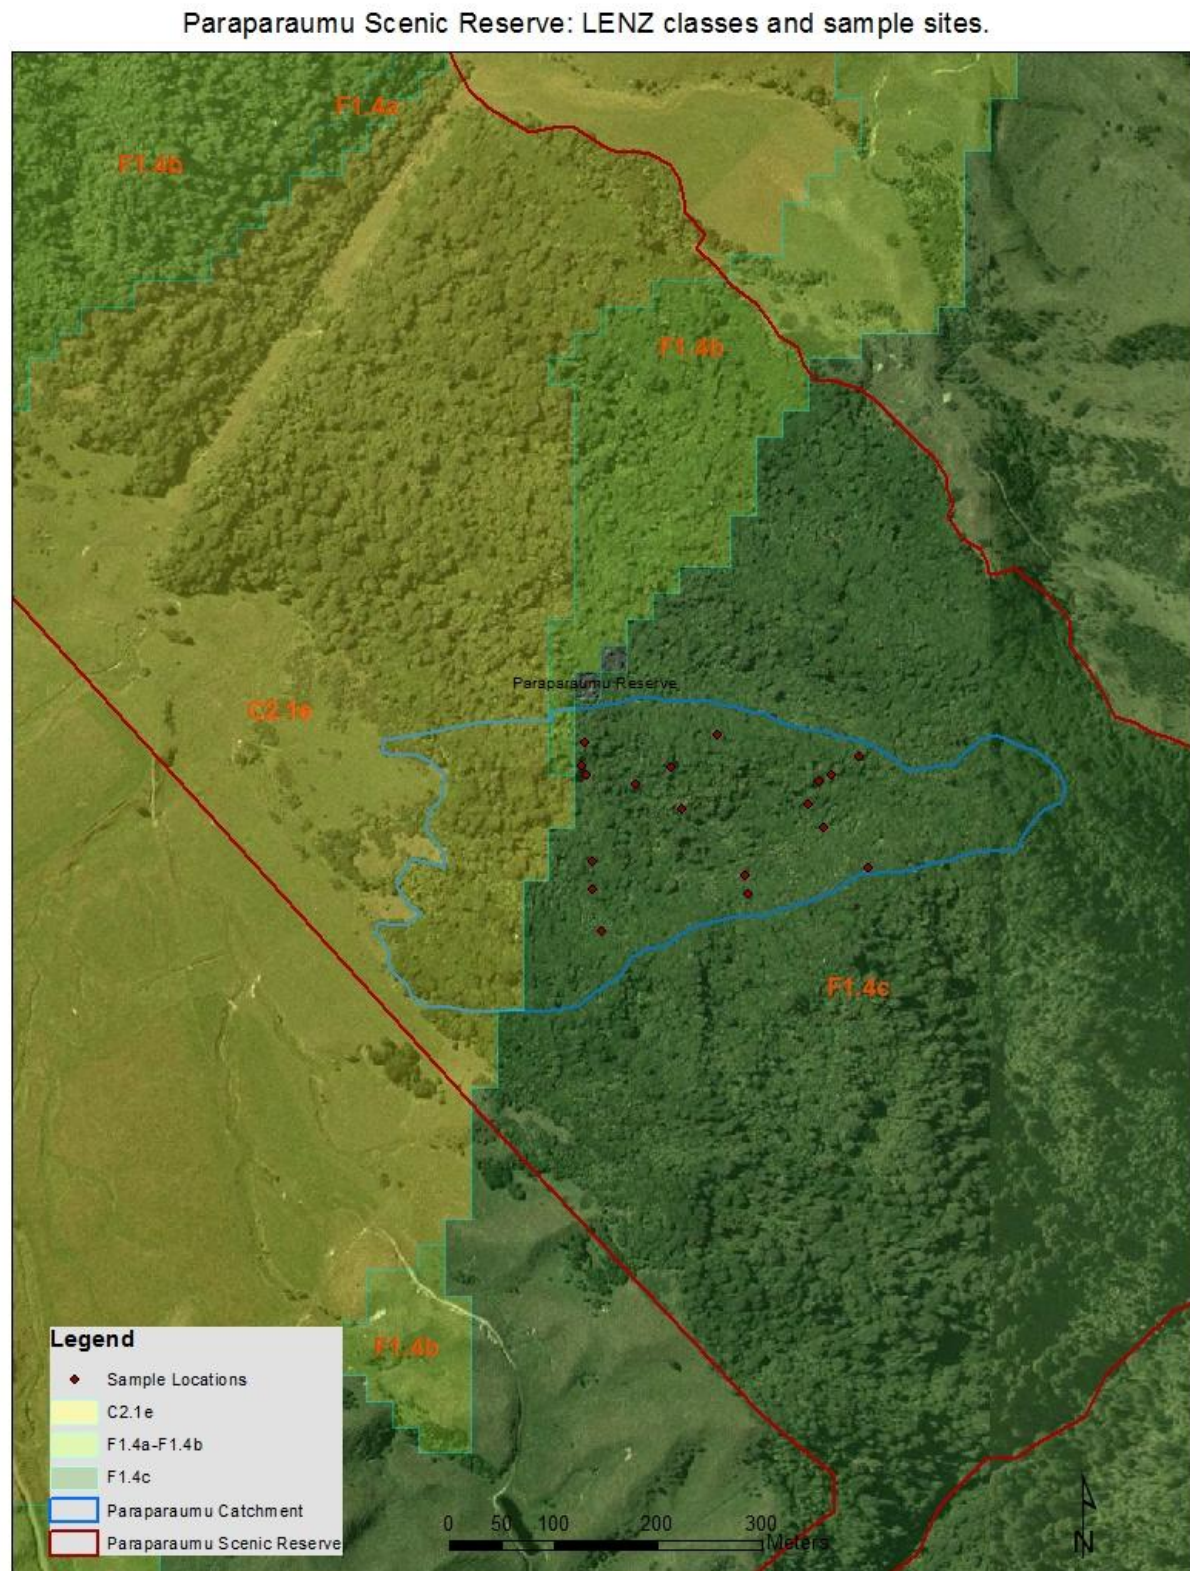 Paraparaumu Scenic Reserve: LENZ classes and sample sites.
F1.4a
F1.4b
F1.4b
Paraparaumu Reserve
C2.1e
F1.4c
F1.4b
Legend
Sample Locations
C2.1e
F1.4a-F1.4b
F1.4c
Paraparaumu Catchment
Paraparaumu Scenic Reserve
0 50 100 200 300
Meters
N